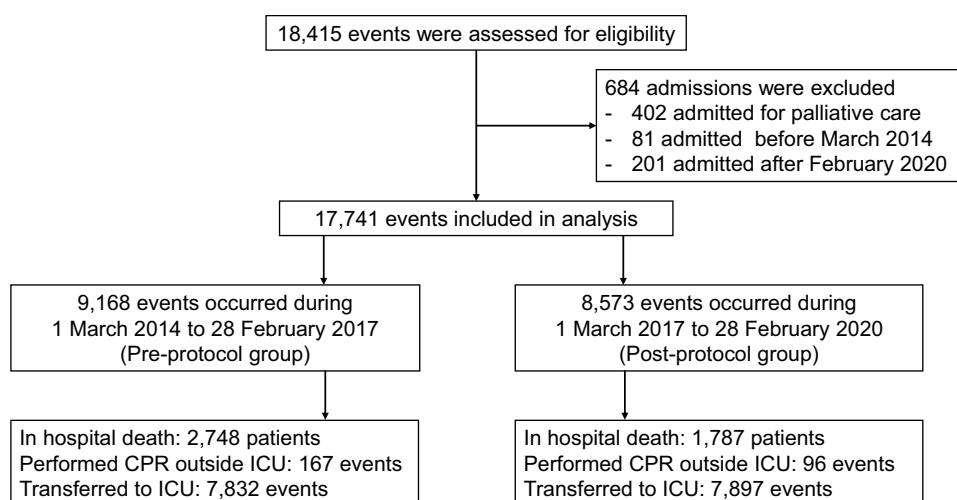 18,415 events were assessed for eligibility
684 admissions were excluded
- 402 admitted for palliative care
- 81 admitted before March 2014
- 201 admitted after February 2020
17,741 events included in analysis
9,168 events occurred during
1 March 2014 to 28 February 2017
(Pre-protocol group)
8,573 events occurred during
1 March 2017 to 28 February 2020
(Post-protocol group)
In hospital death: 2,748 patients
Performed CPR outside ICU: 167 events
Transferred to ICU: 7,832 events
In hospital death: 1,787 patients
Performed CPR outside ICU: 96 events
Transferred to ICU: 7,897 events